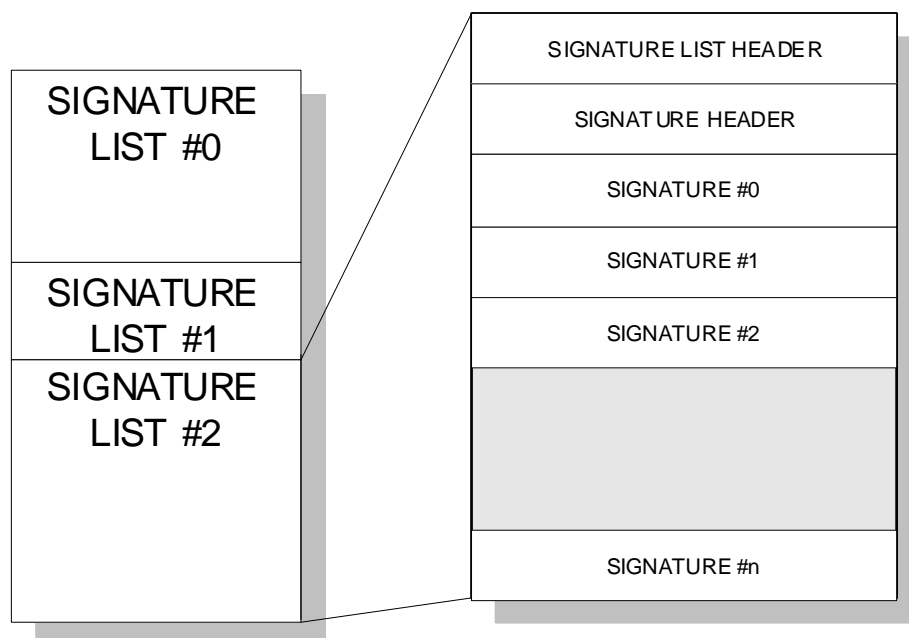 SIGNATURE
LIST #0
SIGNATURE
LIST #1
SIGNATURE
LIST #2
SIGNATURE LIST HEADER
SIGNATURE HEADER
SIGNATURE #0
SIGNATURE #1
SIGNATURE #2
SIGNATURE #n